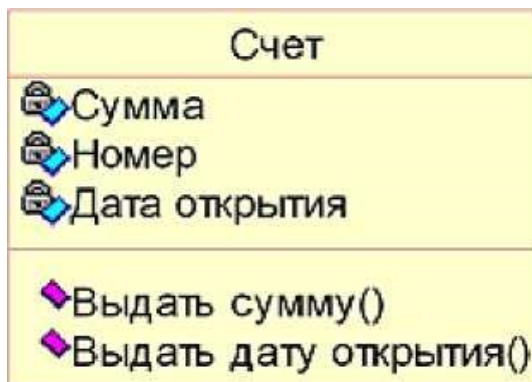 Счет
Сумма
Номер
Дата открытия
Выдать сумму()
Выдать дату открытия()